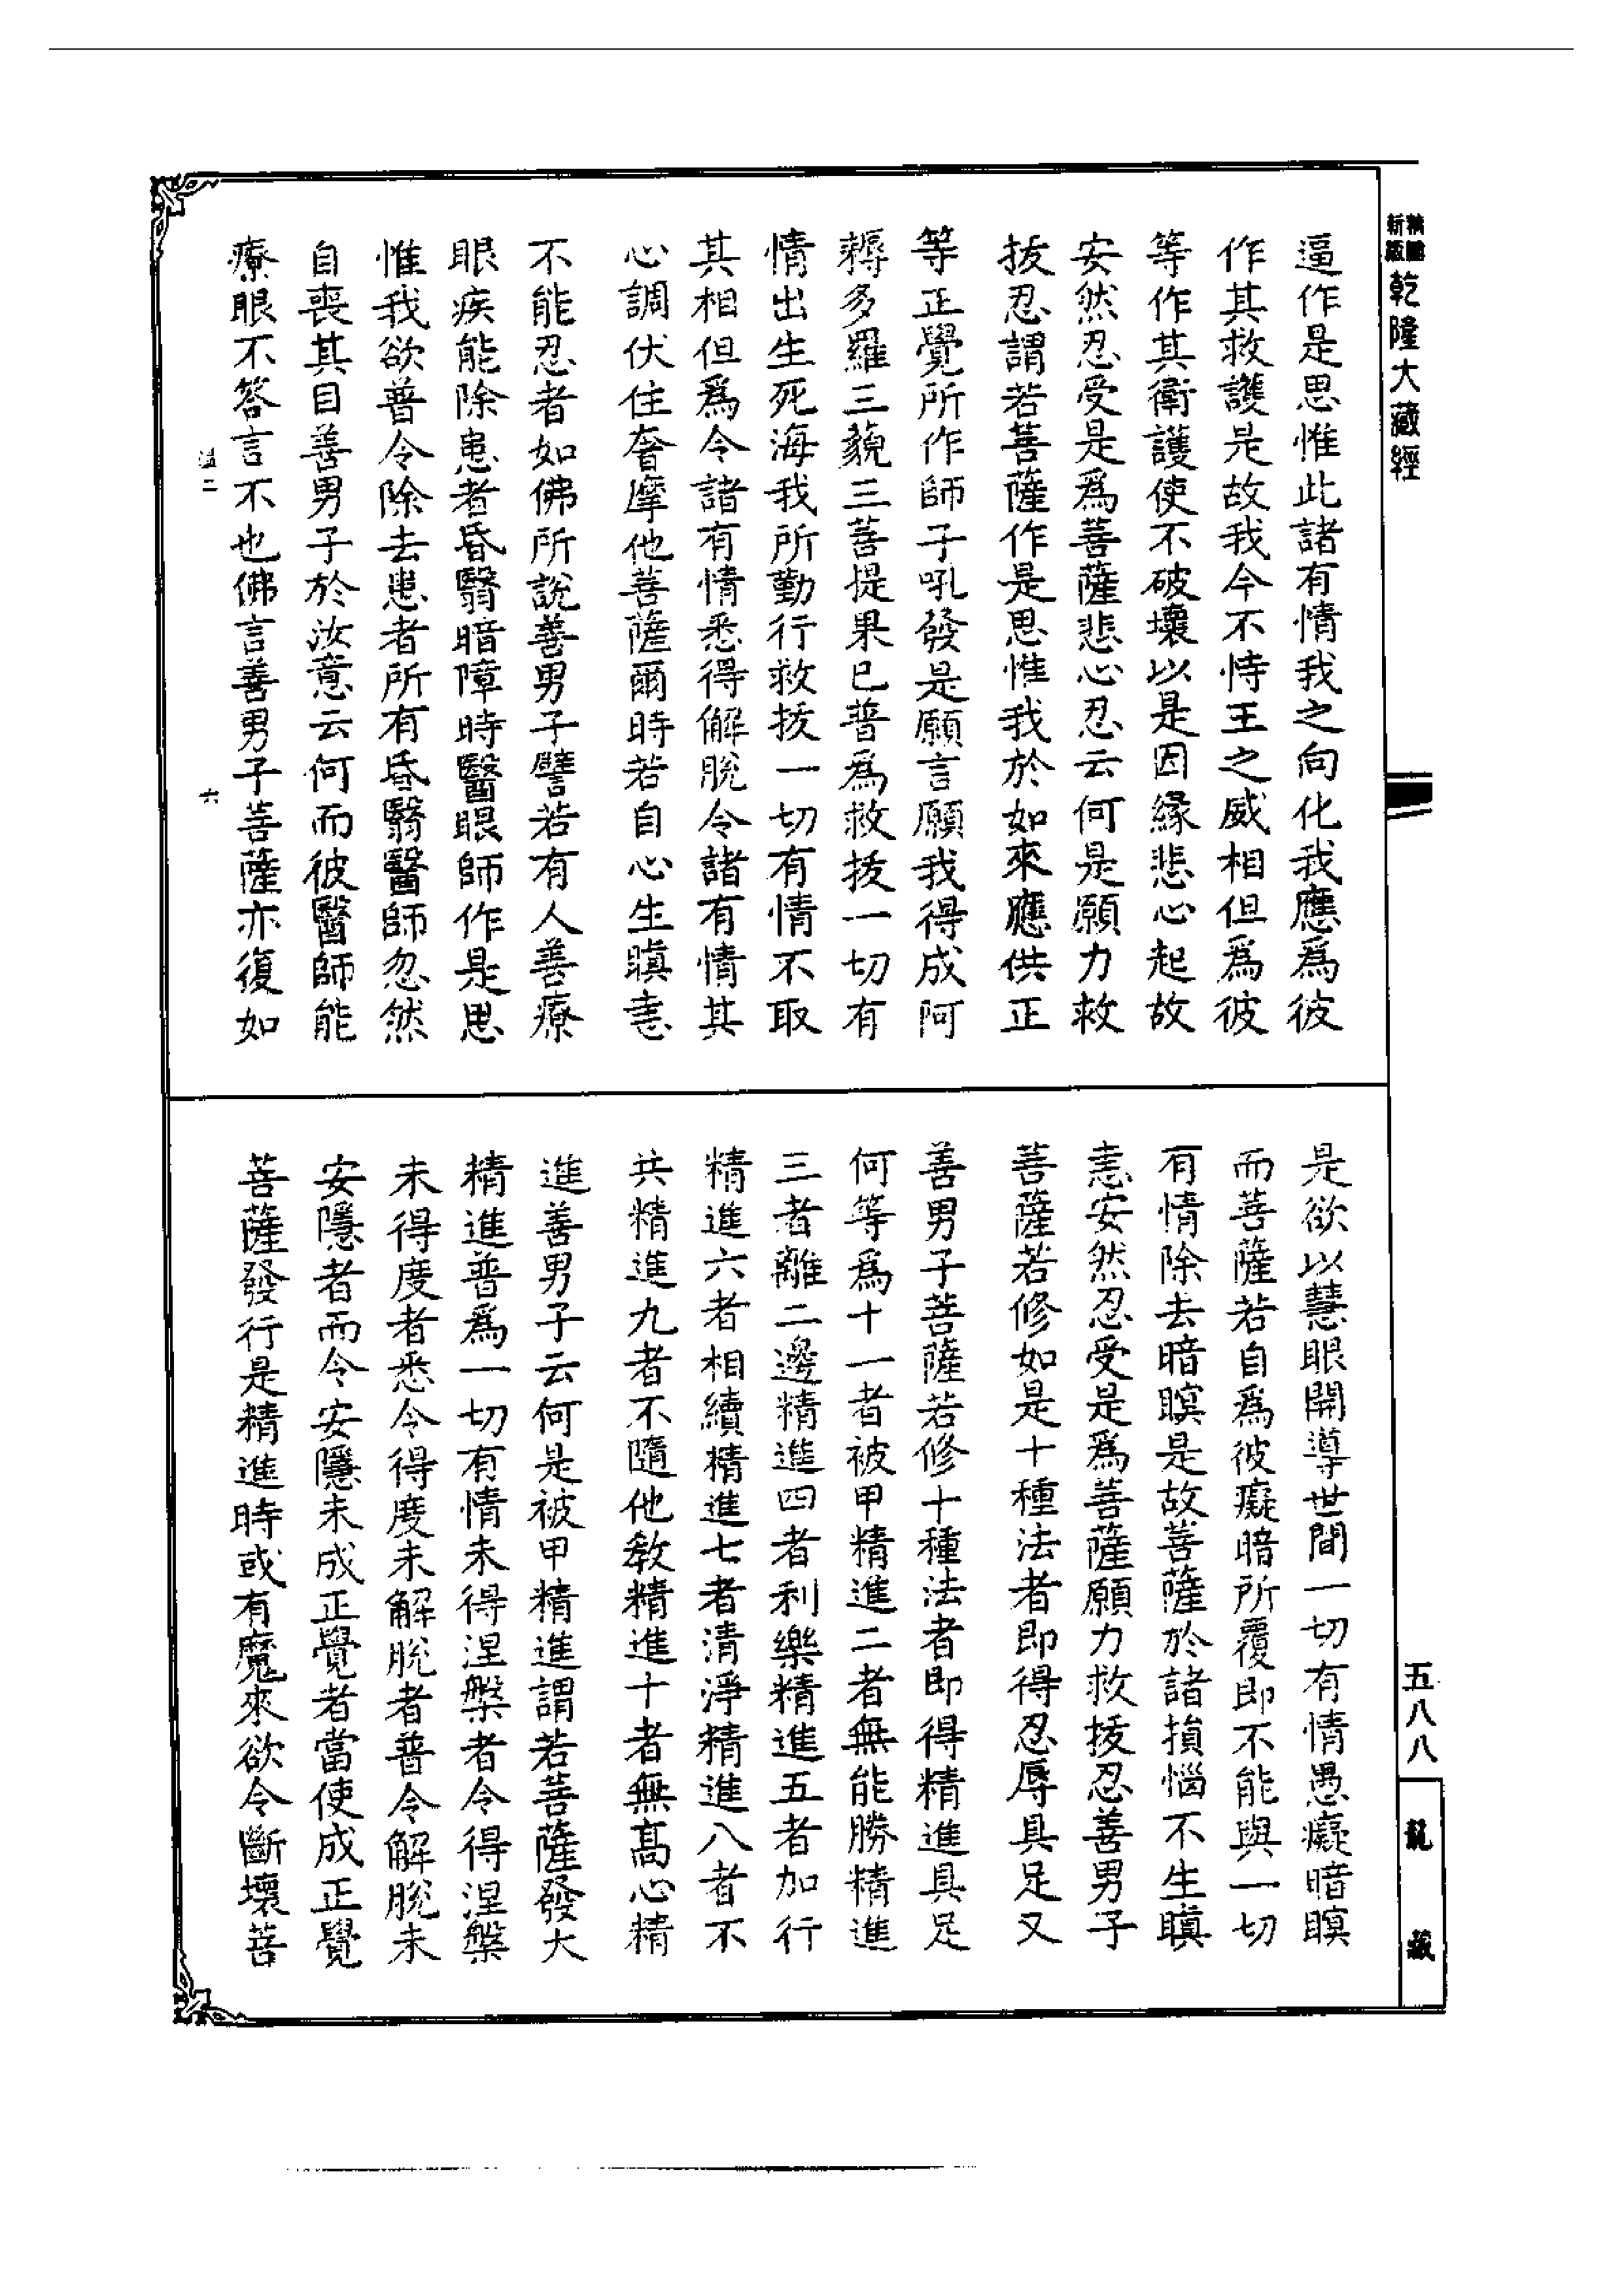 乾隆大藏經
逼作是思惟此諸有情我之向化我應爲彼
作其救護是故我今不恃王之威相但爲彼
等作其衛護使不破壞以是因緣悲心起故
安然忍受是爲菩薩悲心忍云何是願力救
拔忍謂若菩薩作是思惟我於如來應供正
等正覺所作師子吼發是願言願我得成阿
耨多羅三藐三菩提果已普爲救拔一切有
情出生死海我所勤行救拔一切有情不取
其相但爲令諸有情悉得解脫令諸有情其
心調伏住奢摩他菩薩爾時若自心生瞋恚
不能忍者如佛所說善男子譬若有人善療
眼疾能除患者昏翳暗障時醫眼師作是思
惟我欲普令除去患者所有昏翳醫師忽然
自喪其目善男子於汝意云何而彼醫師能
療眼不答言不也佛言善男子菩薩亦復如
六
是欲以慧眼開導世間一切有情愚癡暗瞑
而菩薩若自爲彼癡暗所覆即不能與一切
有情除去暗瞑是故菩薩於諸損惱不生瞋
恚安然忍受是爲菩薩願力救拔忍善男子
菩薩若修如是十種法者即得忍辱具足又
善男子菩薩若修十種法者即得精進具足
何等爲十一者被甲精進二者無能勝精進
三者離二邊精進四者利樂精進五者加行
精進六者相續精進七者清淨精進八者不
共精進九者不隨他教精進十者無高心精
進善男子云何是被甲精進謂若菩薩發大
精進普爲一切有情未得涅槃者令得涅槃
未得度者悉令得度未解脫者普令解脫未
安隱者而令安隱未成正覺者當使成正覺
菩薩發行是精進時或有魔來欲令斷壞菩
五八八
龍藏